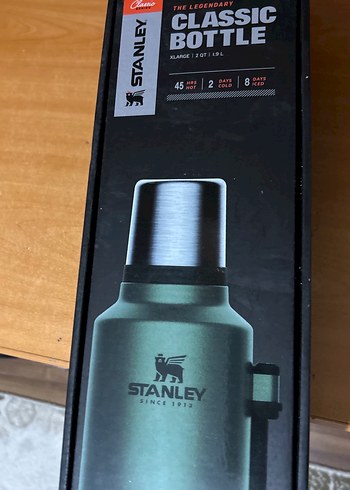 Classic
STANLEY
THE LEGENDARY
CLASSIC
BOTTLE
XLARGE | 2 QT | 1.9 L
45 HRS HOT | 2 DAYS COLD | 8 DAYS ICED
STANLEY
SINCE 1913